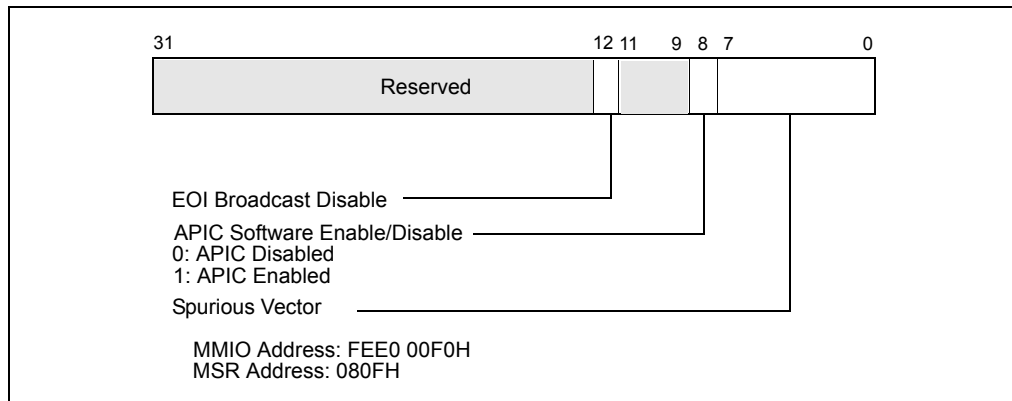 31 12 11 9 8 7 0
Reserved
EOI Broadcast Disable
APIC Software Enable/Disable
0: APIC Disabled
1: APIC Enabled
Spurious Vector
MMIO Address: FEE0 00F0H
MSR Address: 080FH